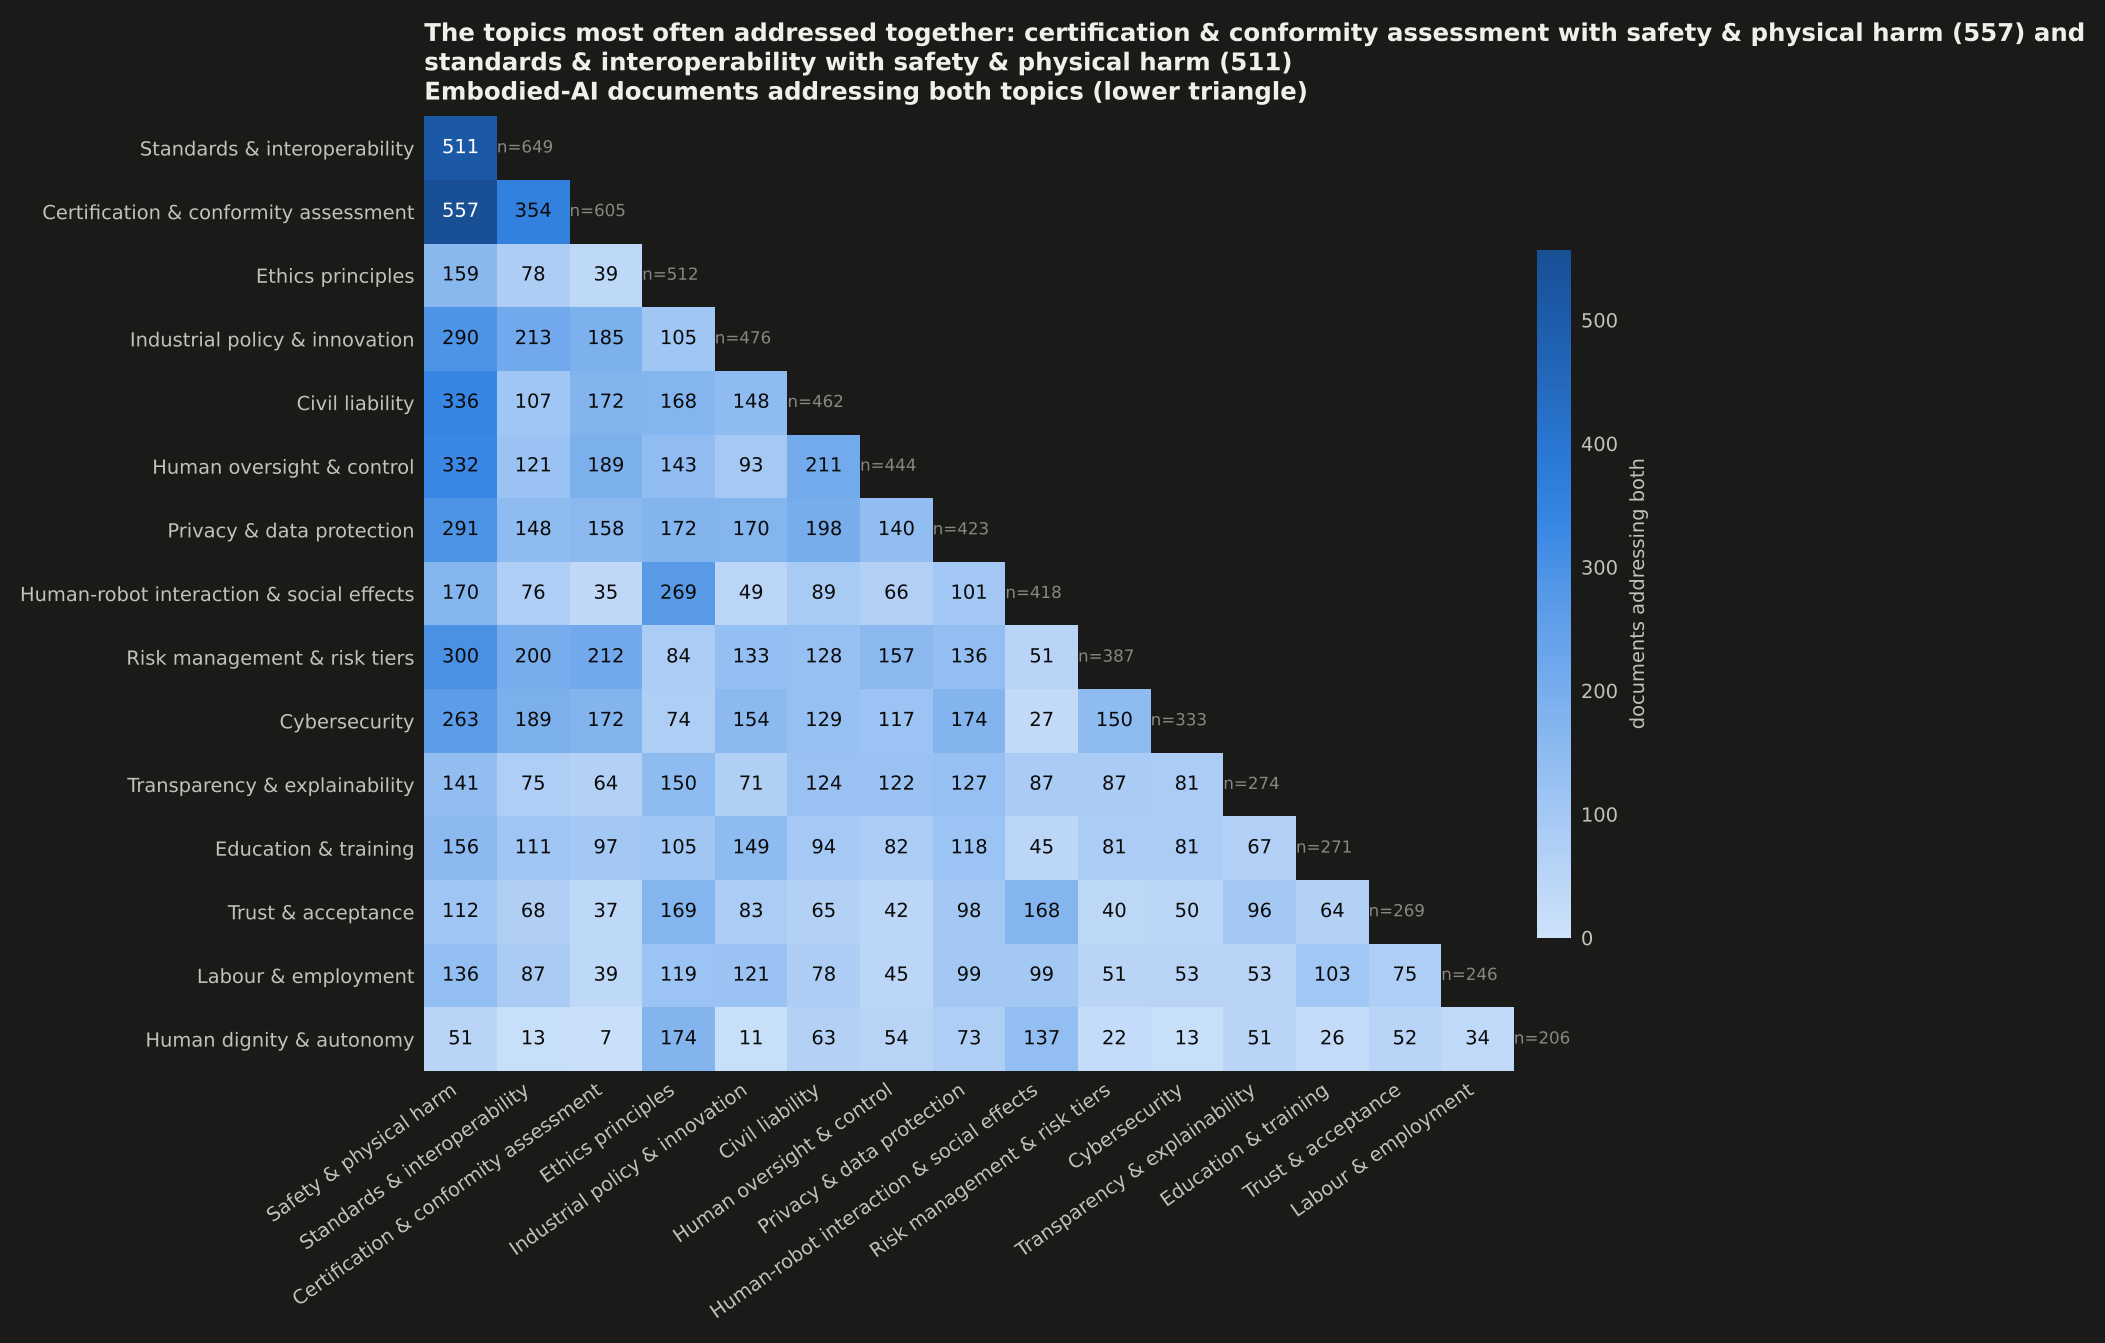 The topics most often addressed together: certification & conformity assessment with safety & physical harm (557) and
standards & interoperability with safety & physical harm (511)
Embodied-AI documents addressing both topics (lower triangle)
Standards & interoperability 511 n=649
Certification & conformity assessment 557 354 n=605
Ethics principles 159 78 39 n=512
Industrial policy & innovation 290 213 185 105 n=476
Civil liability 336 107 172 168 148 n=462
Human oversight & control 332 121 189 143 93 211 n=444
Privacy & data protection 291 148 158 172 170 198 140 n=423
Human-robot interaction & social effects 170 76 35 269 49 89 66 101 n=418
Risk management & risk tiers 300 200 212 84 133 128 157 136 51 n=387
Cybersecurity 263 189 172 74 154 129 117 174 27 150 n=333
Transparency & explainability 141 75 64 150 71 124 122 127 87 87 81 n=274
Education & training 156 111 97 105 149 94 82 118 45 81 81 67 n=271
Trust & acceptance 112 68 37 169 83 65 42 98 168 40 50 96 64 n=269
Labour & employment 136 87 39 119 121 78 45 99 99 51 53 53 103 75 n=246
Human dignity & autonomy 51 13 7 174 11 63 54 73 137 22 13 51 26 52 34 n=206
Safety & physical harm
Standards & interoperability
Certification & conformity assessment
Ethics principles
Industrial policy & innovation
Civil liability
Human oversight & control
Privacy & data protection
Human-robot interaction & social effects
Risk management & risk tiers
Cybersecurity
Transparency & explainability
Education & training
Trust & acceptance
Labour & employment
500
400
300
200
100
0
documents addressing both